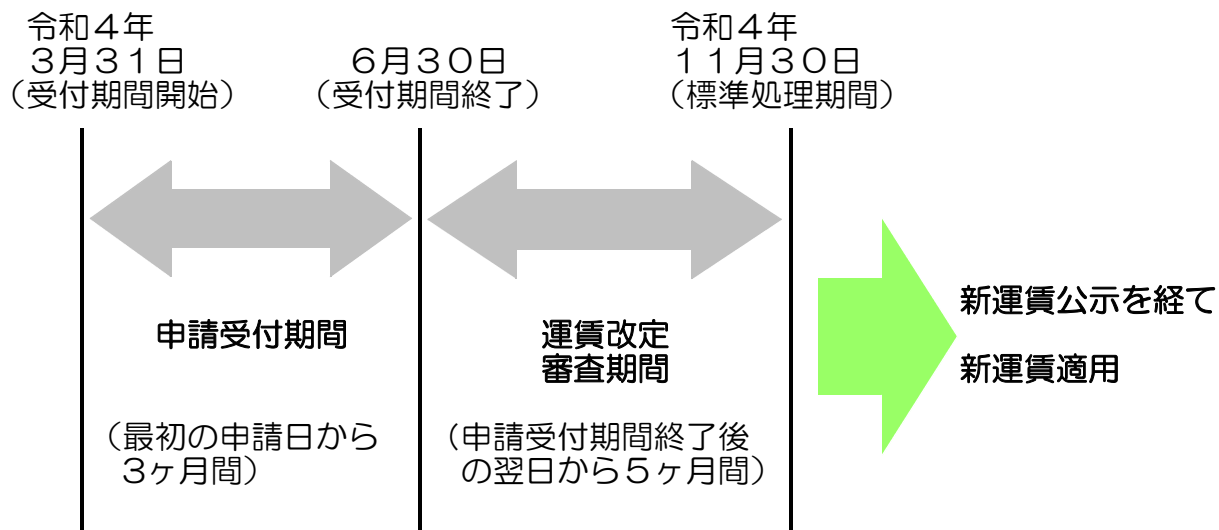 令和４年
３月３１日
（受付期間開始）
６月３０日
（受付期間終了）
令和４年
１１月３０日
（標準処理期間）
申請受付期間
（最初の申請日から
３ヶ月間）
運賃改定
審査期間
（申請受付期間終了後
の翌日から５ヶ月間）
新運賃公示を経て
新運賃適用